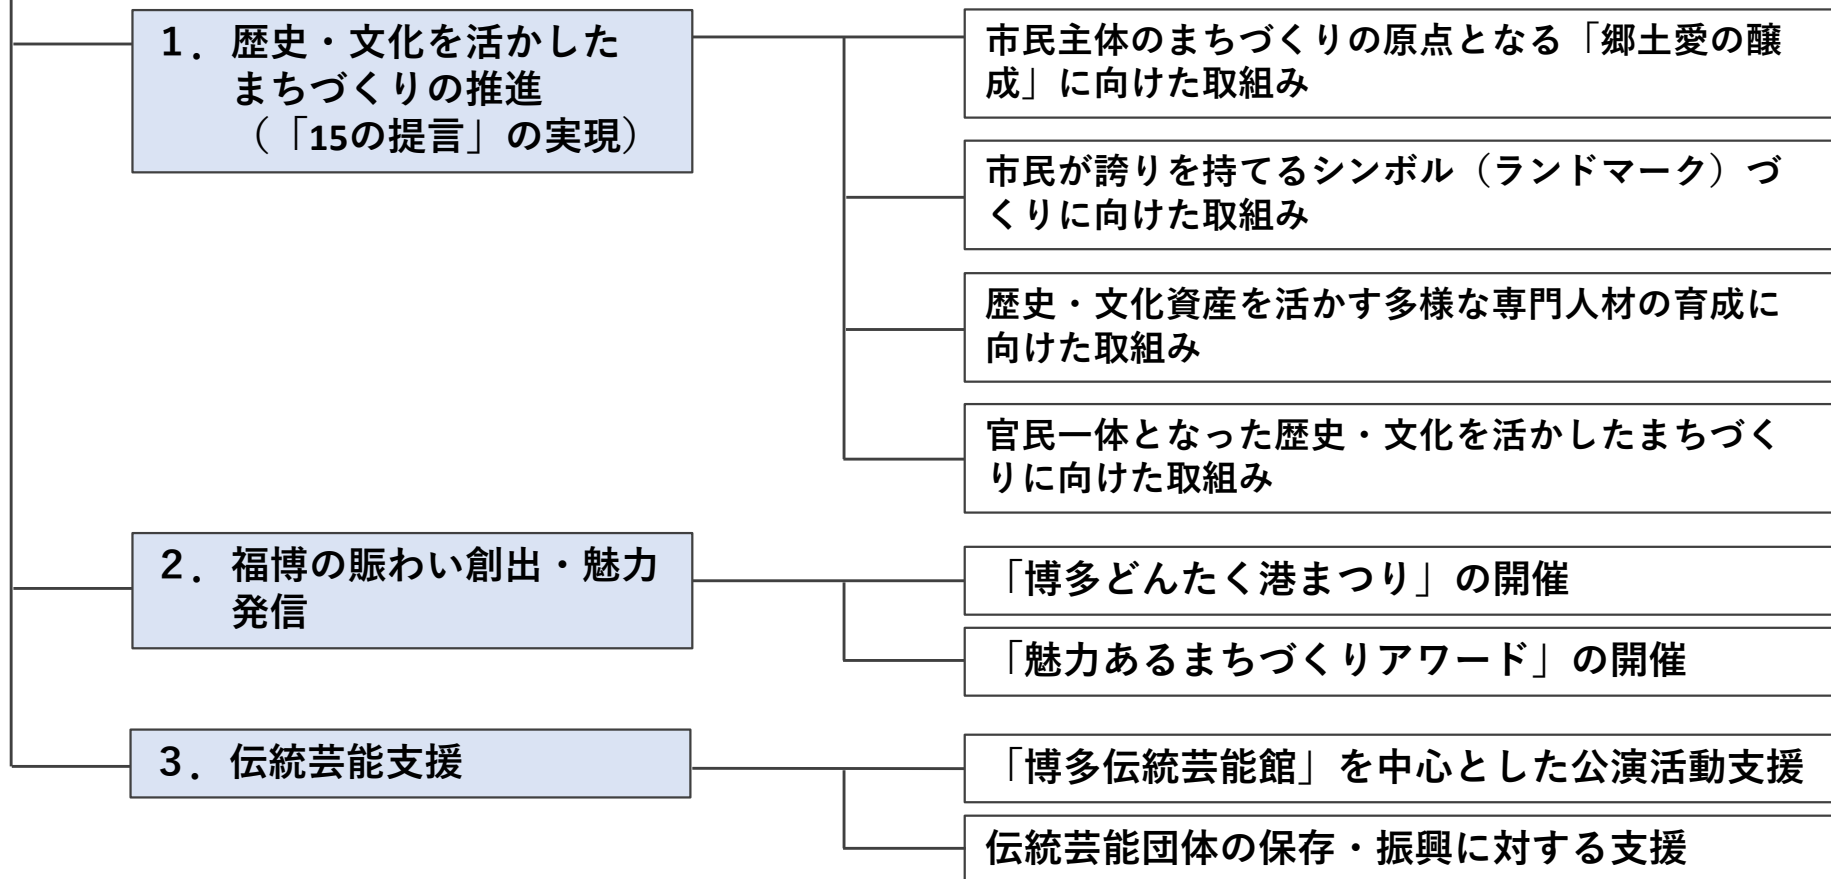 1．歴史・文化を活かした
まちづくりの推進
（「15の提言」の実現）
市民主体のまちづくりの原点となる「郷土愛の醸
成」に向けた取組み
市民が誇りを持てるシンボル（ランドマーク）づ
くりに向けた取組み
歴史・文化資産を活かす多様な専門人材の育成に
向けた取組み
官民一体となった歴史・文化を活かしたまちづく
りに向けた取組み
2．福博の賑わい創出・魅力
発信
「博多どんたく港まつり」の開催
「魅力あるまちづくりアワード」の開催
3．伝統芸能支援
「博多伝統芸能館」を中心とした公演活動支援
伝統芸能団体の保存・振興に対する支援